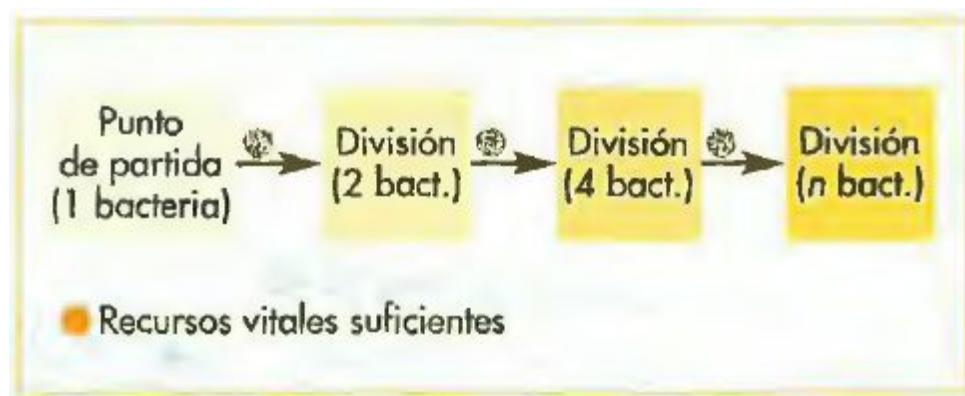 Punto
de partida
(1 bacteria)
División
(2 bact.)
División
(4 bact.)
División
(n bact.)
Recursos vitales suficientes